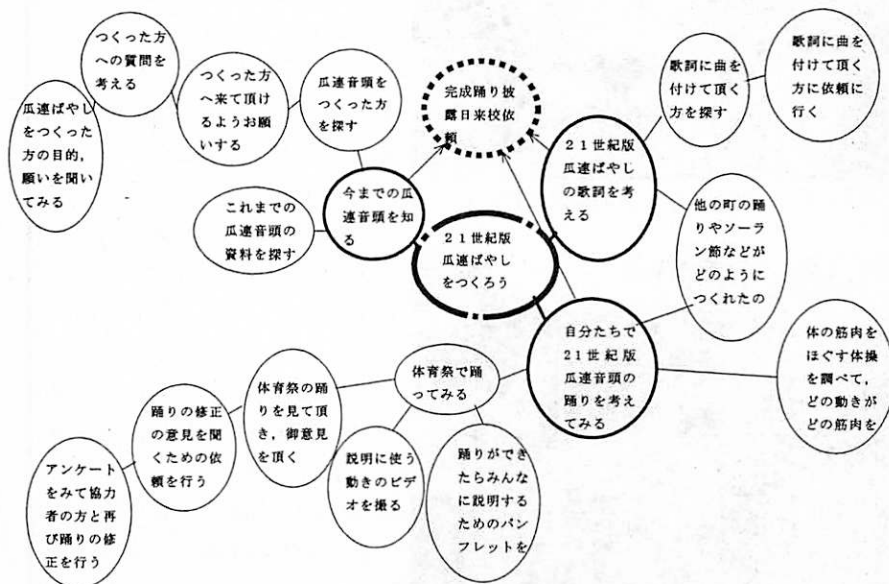 つくった方
への質問を
考える
つくった方
へ来て頂け
るようお願
いする
瓜連音頭を
つくった方
を探す
完成踊り披
露日来校依
頼
歌詞に曲を
付けて頂く
方を探す
歌詞に曲を
付けて頂く
方に依頼に
行く
瓜連ばやし
をつくった
方の目的,
願いを聞いて
みる
これまでの
瓜連音頭の
資料を探す
今までの瓜
連音頭を知
る
21世紀版
瓜連ばやし
をつくろう
21世紀版
瓜連ばやし
の歌詞を考
える
他の町の踊
りやソーラ
ン節などが
どのように
つくれたの
自分たちで
21世紀版
瓜連音頭の
踊りを考え
てみる
体の筋肉を
ほぐす体操
を調べて,
どの動きが
どの筋肉を
体育祭で踊
ってみる
体育祭の踊
りを見て頂
き,御意見
を頂く
踊りの修正
の意見を聞
くための依
頼を行う
アンケート
をみて協力
者の方と再
び踊りの修
正を行う
説明に使う
動きのビデ
オを撮る
踊りができ
たらみんな
に説明する
ためのパン
フレットを